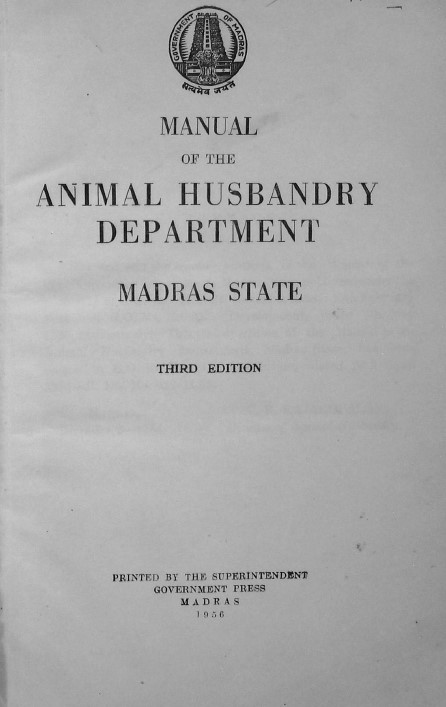 GOVERNMENT OF MADRAS
सत्यमेव जयते
MANUAL
OF THE
ANIMAL HUSBANDRY
DEPARTMENT
MADRAS STATE
THIRD EDITION
PRINTED BY THE SUPERINTENDENT
GOVERNMENT PRESS
MADRAS
1956